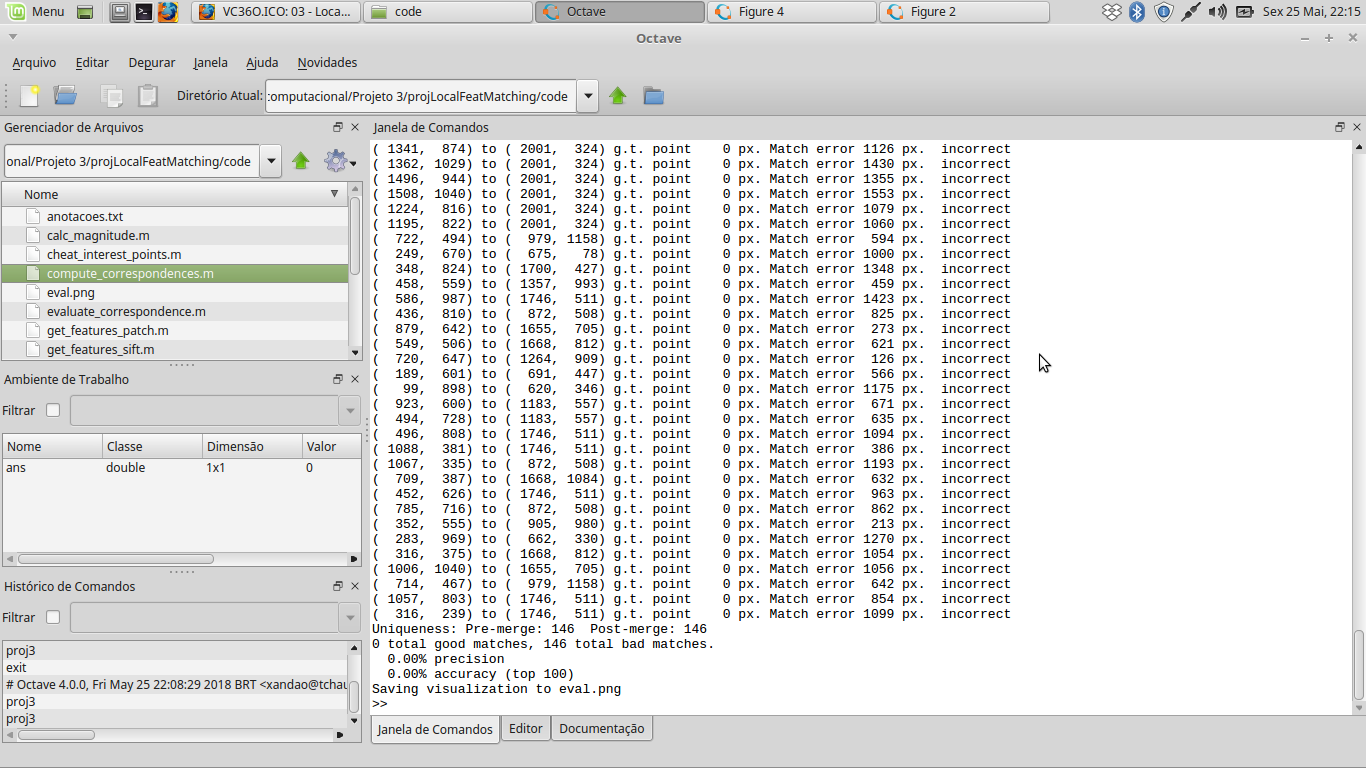 Menu
VC36O.ICO: 03 - Loca...
code
Octave
Figure 4
Figure 2
Sex 25 Mai, 22:15
Octave
Arquivo Editar Depurar Janela Ajuda Novidades
Diretório Atual: :omputacional/Projeto 3/projLocalFeatMatching/code
Gerenciador de Arquivos
onal/Projeto 3/projLocalFeatMatching/code
Nome
anotacoes.txt
calc_magnitude.m
cheat_interest_points.m
compute_correspondences.m
eval.png
evaluate_correspondence.m
get_features_patch.m
get_features_sift.m
Ambiente de Trabalho
Filtrar
Nome Classe Dimensão Valor
ans double 1x1 0
Histórico de Comandos
Filtrar
proj3
exit
# Octave 4.0.0, Fri May 25 22:08:29 2018 BRT <xandao@tchau
proj3
proj3
Janela de Comandos
( 1341,  874) to ( 2001,  324) g.t. point    0 px. Match error 1126 px.  incorrect
( 1362, 1029) to ( 2001,  324) g.t. point    0 px. Match error 1430 px.  incorrect
( 1496,  944) to ( 2001,  324) g.t. point    0 px. Match error 1355 px.  incorrect
( 1508, 1040) to ( 2001,  324) g.t. point    0 px. Match error 1553 px.  incorrect
( 1224,  816) to ( 2001,  324) g.t. point    0 px. Match error 1079 px.  incorrect
( 1195,  822) to ( 2001,  324) g.t. point    0 px. Match error 1060 px.  incorrect
(  722,  494) to (  979, 1158) g.t. point    0 px. Match error  594 px.  incorrect
(  249,  670) to (  675,   78) g.t. point    0 px. Match error 1000 px.  incorrect
(  348,  824) to ( 1700,  427) g.t. point    0 px. Match error 1348 px.  incorrect
(  458,  559) to ( 1357,  993) g.t. point    0 px. Match error  459 px.  incorrect
(  586,  987) to ( 1746,  511) g.t. point    0 px. Match error 1423 px.  incorrect
(  436,  810) to (  872,  508) g.t. point    0 px. Match error  825 px.  incorrect
(  879,  642) to ( 1655,  705) g.t. point    0 px. Match error  273 px.  incorrect
(  549,  506) to ( 1668,  812) g.t. point    0 px. Match error  621 px.  incorrect
(  720,  647) to ( 1264,  909) g.t. point    0 px. Match error  126 px.  incorrect
(  189,  601) to (  691,  447) g.t. point    0 px. Match error  566 px.  incorrect
(   99,  898) to (  620,  346) g.t. point    0 px. Match error 1175 px.  incorrect
(  923,  600) to ( 1183,  557) g.t. point    0 px. Match error  671 px.  incorrect
(  494,  728) to ( 1183,  557) g.t. point    0 px. Match error  635 px.  incorrect
(  496,  808) to ( 1746,  511) g.t. point    0 px. Match error 1094 px.  incorrect
( 1088,  381) to ( 1746,  511) g.t. point    0 px. Match error  386 px.  incorrect
( 1067,  335) to (  872,  508) g.t. point    0 px. Match error 1193 px.  incorrect
(  709,  387) to ( 1668, 1084) g.t. point    0 px. Match error  632 px.  incorrect
(  452,  626) to ( 1746,  511) g.t. point    0 px. Match error  963 px.  incorrect
(  785,  716) to (  872,  508) g.t. point    0 px. Match error  862 px.  incorrect
(  352,  555) to (  905,  980) g.t. point    0 px. Match error  213 px.  incorrect
(  283,  969) to (  662,  330) g.t. point    0 px. Match error 1270 px.  incorrect
(  316,  375) to ( 1668,  812) g.t. point    0 px. Match error 1054 px.  incorrect
( 1006, 1040) to ( 1655,  705) g.t. point    0 px. Match error 1056 px.  incorrect
(  714,  467) to (  979, 1158) g.t. point    0 px. Match error  642 px.  incorrect
( 1057,  803) to ( 1746,  511) g.t. point    0 px. Match error  854 px.  incorrect
(  316,  239) to ( 1746,  511) g.t. point    0 px. Match error 1099 px.  incorrect
Uniqueness: Pre-merge: 146  Post-merge: 146
0 total good matches, 146 total bad matches.
  0.00% precision
  0.00% accuracy (top 100)
Saving visualization to eval.png
>>
Janela de Comandos Editor Documentação